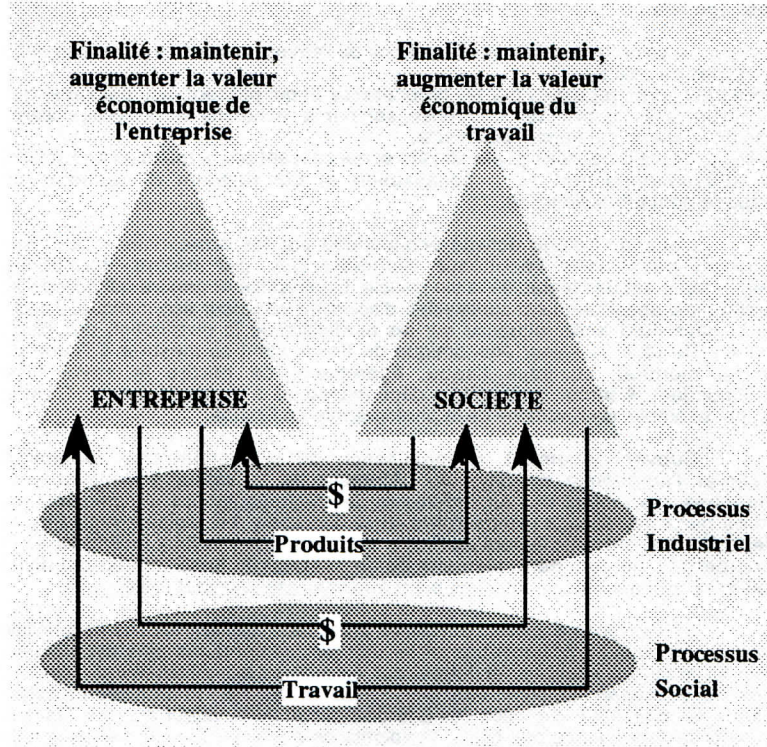 Finalité : maintenir,
augmenter la valeur
économique de
l'entreprise
Finalité : maintenir,
augmenter la valeur
économique du
travail
ENTREPRISE
SOCIETE
$
Produits
Processus
Industriel
$
Travail
Processus
Social